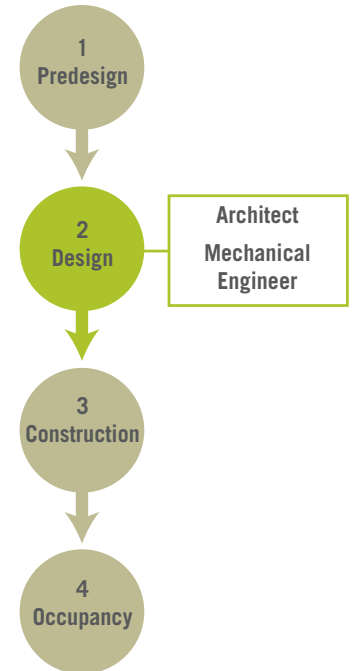 1
Predesign
2
Design
Architect
Mechanical
Engineer
3
Construction
4
Occupancy